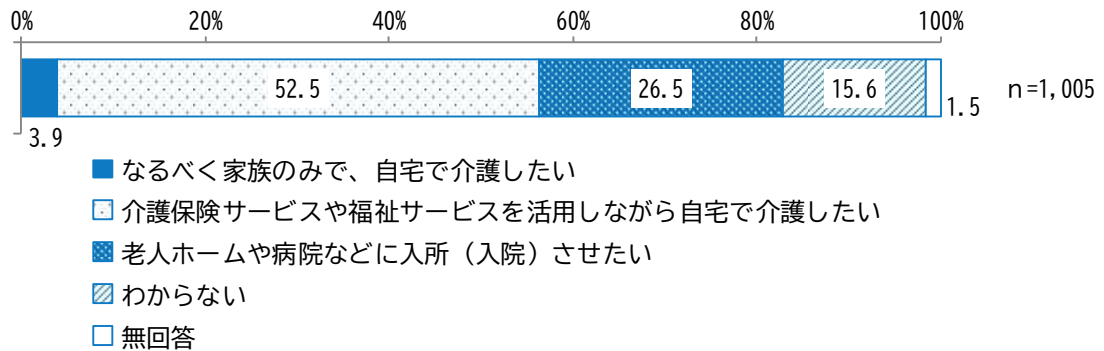 0% 20% 40% 60% 80% 100%
52.5 26.5 15.6 n=1,005
1.5
3.9
なるべく家族のみで、自宅で介護したい
介護保険サービスや福祉サービスを活用しながら自宅で介護したい
老人ホームや病院などに入所（入院）させたい
わからない
無回答